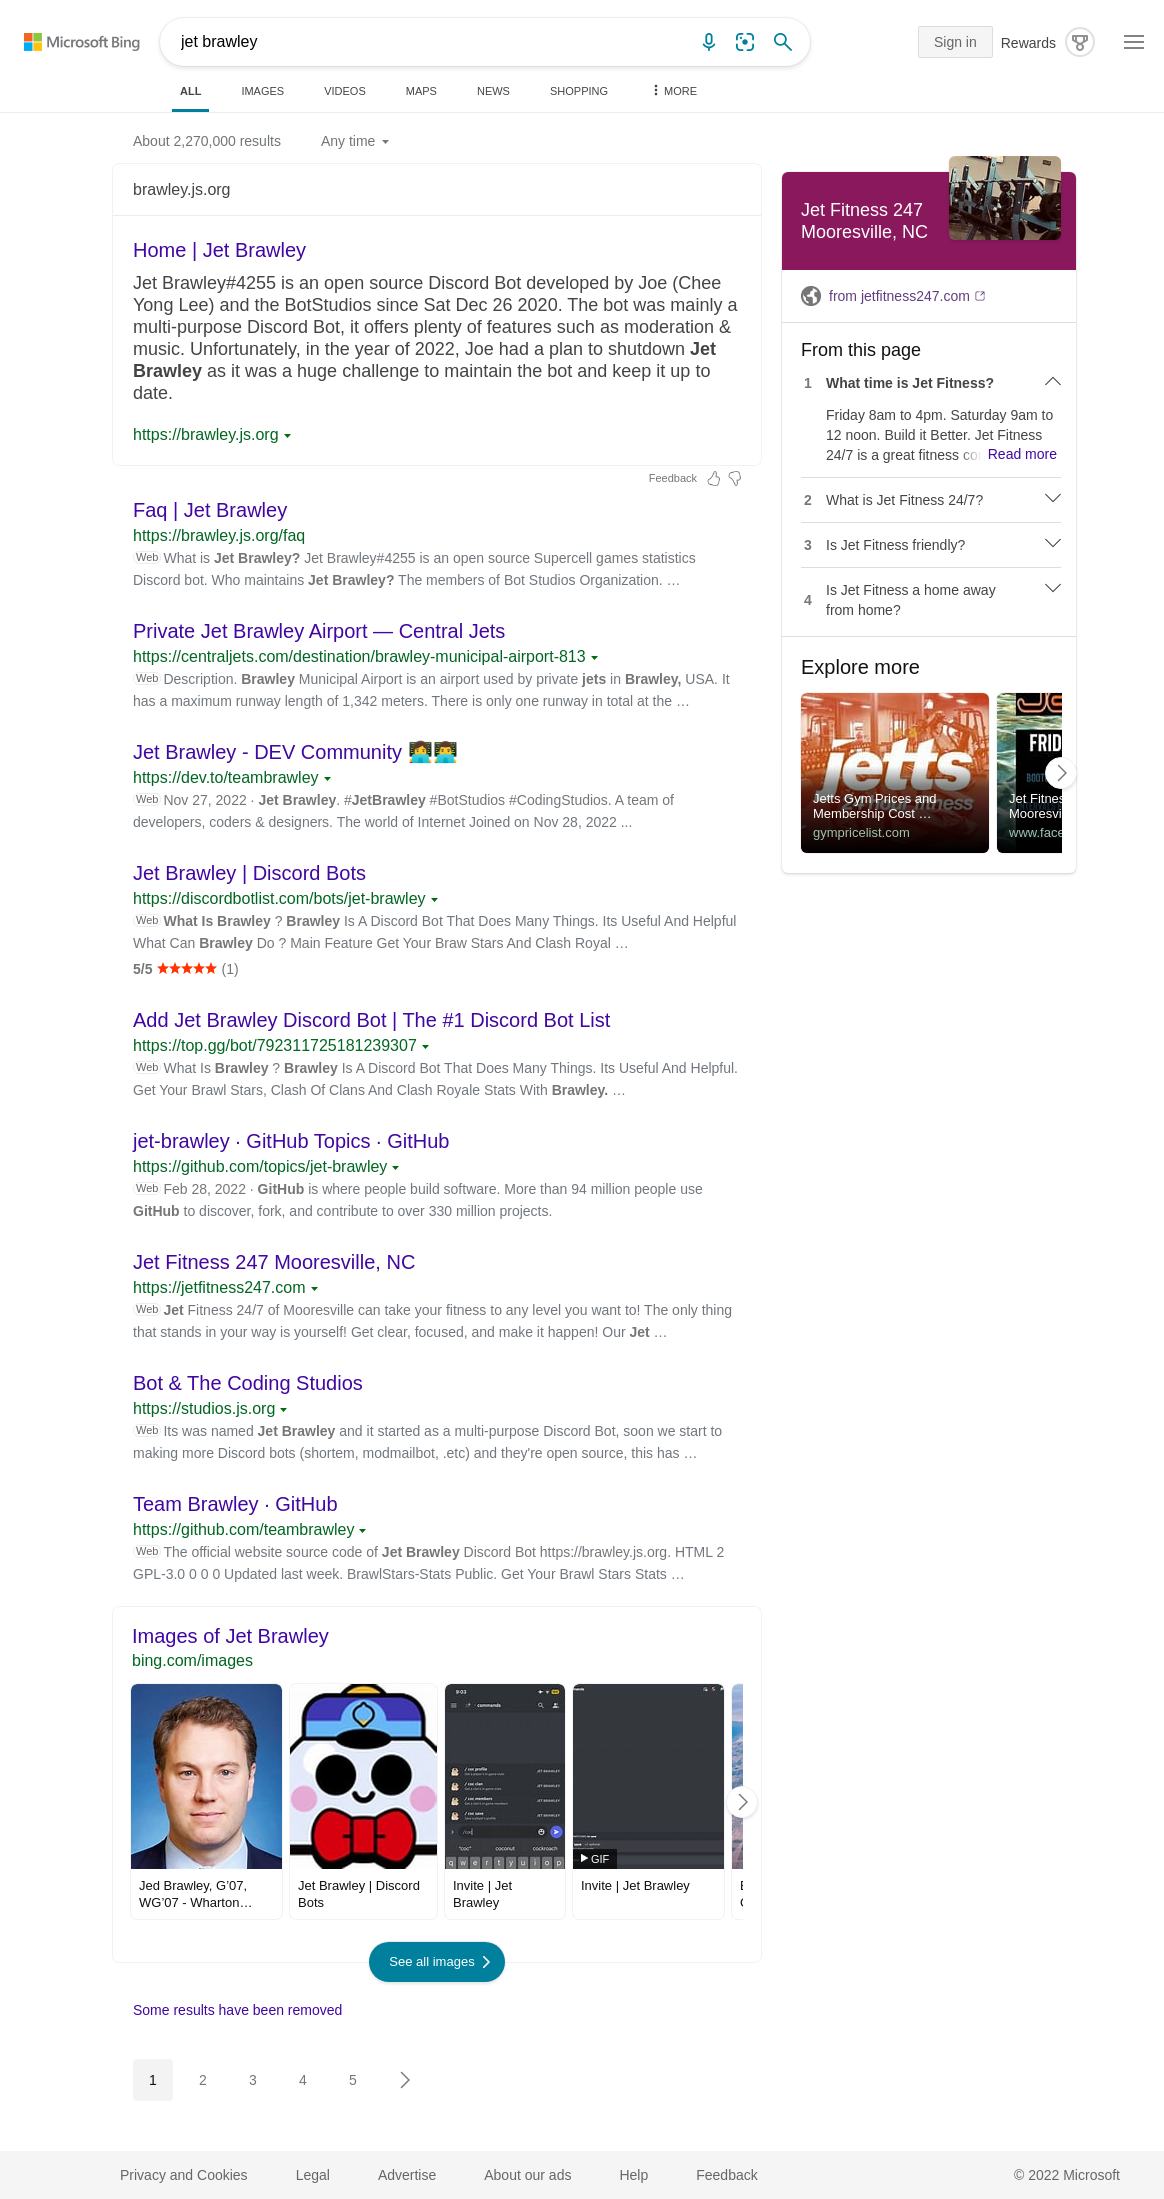 Microsoft Bing
jet brawley
Sign in
Rewards
ALL
IMAGES
VIDEOS
MAPS
NEWS
SHOPPING
MORE
About 2,270,000 results
Any time
brawley.js.org
Home | Jet Brawley
Jet Brawley#4255 is an open source Discord Bot developed by Joe (Chee
Yong Lee) and the BotStudios since Sat Dec 26 2020. The bot was mainly a
multi-purpose Discord Bot, it offers plenty of features such as moderation &
music. Unfortunately, in the year of 2022, Joe had a plan to shutdown Jet
Brawley as it was a huge challenge to maintain the bot and keep it up to
date.
https://brawley.js.org
Feedback
Faq | Jet Brawley
https://brawley.js.org/faq
Web What is Jet Brawley? Jet Brawley#4255 is an open source Supercell games statistics
Discord bot. Who maintains Jet Brawley? The members of Bot Studios Organization. …
Private Jet Brawley Airport — Central Jets
https://centraljets.com/destination/brawley-municipal-airport-813
Web Description. Brawley Municipal Airport is an airport used by private jets in Brawley, USA. It
has a maximum runway length of 1,342 meters. There is only one runway in total at the …
Jet Brawley - DEV Community 👩‍💻👨‍💻
https://dev.to/teambrawley
Web Nov 27, 2022 · Jet Brawley. #JetBrawley #BotStudios #CodingStudios. A team of
developers, coders & designers. The world of Internet Joined on Nov 28, 2022 ...
Jet Brawley | Discord Bots
https://discordbotlist.com/bots/jet-brawley
Web What Is Brawley ? Brawley Is A Discord Bot That Does Many Things. Its Useful And Helpful
What Can Brawley Do ? Main Feature Get Your Braw Stars And Clash Royal …
5/5 ★★★★★ (1)
Add Jet Brawley Discord Bot | The #1 Discord Bot List
https://top.gg/bot/792311725181239307
Web What Is Brawley ? Brawley Is A Discord Bot That Does Many Things. Its Useful And Helpful.
Get Your Brawl Stars, Clash Of Clans And Clash Royale Stats With Brawley. …
jet-brawley · GitHub Topics · GitHub
https://github.com/topics/jet-brawley
Web Feb 28, 2022 · GitHub is where people build software. More than 94 million people use
GitHub to discover, fork, and contribute to over 330 million projects.
Jet Fitness 247 Mooresville, NC
https://jetfitness247.com
Web Jet Fitness 24/7 of Mooresville can take your fitness to any level you want to! The only thing
that stands in your way is yourself! Get clear, focused, and make it happen! Our Jet …
Bot & The Coding Studios
https://studios.js.org
Web Its was named Jet Brawley and it started as a multi-purpose Discord Bot, soon we start to
making more Discord bots (shortem, modmailbot, .etc) and they're open source, this has …
Team Brawley · GitHub
https://github.com/teambrawley
Web The official website source code of Jet Brawley Discord Bot https://brawley.js.org. HTML 2
GPL-3.0 0 0 0 Updated last week. BrawlStars-Stats Public. Get Your Brawl Stars Stats …
Images of Jet Brawley
bing.com/images
9:03
commands
/ coc profile
/ coc clan
/ coc members
/ coc save
/coc
"coc"
coconut
cockroach
q w e r t y u i o p
GIF
Jed Brawley, G'07,
WG'07 - Wharton…
Jet Brawley | Discord
Bots
Invite | Jet
Brawley
Invite | Jet Brawley
See all images
Some results have been removed
1
2
3
4
5
Jet Fitness 247
Mooresville, NC
from jetfitness247.com
From this page
1 What time is Jet Fitness?
Friday 8am to 4pm. Saturday 9am to
12 noon. Build it Better. Jet Fitness
24/7 is a great fitness co Read more
2 What is Jet Fitness 24/7?
3 Is Jet Fitness friendly?
4 Is Jet Fitness a home away
from home?
Explore more
jetts
24 hour fitness
Jetts Gym Prices and
Membership Cost …
gympricelist.com
FRID
Jet Fitnes
Mooresvi
www.face
Privacy and Cookies
Legal
Advertise
About our ads
Help
Feedback
© 2022 Microsoft